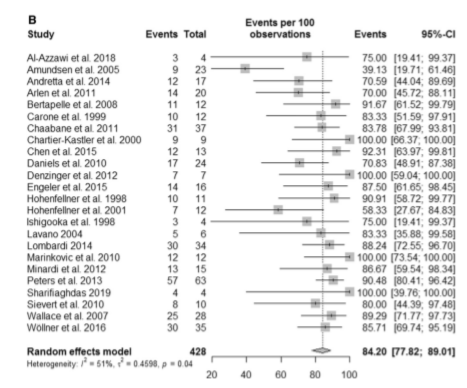 B
Events per 100
Study Events Total observations Events 95%-CI
Al-Azzawi et al. 2018 3 4 75.00 [19.41; 99.37]
Amundsen et al. 2005 9 23 39.13 [19.71; 61.46]
Andretta et al. 2014 12 17 70.59 [44.04; 89.69]
Arlen et al. 2011 14 20 70.00 [45.72; 88.11]
Bertapelle et al. 2008 11 12 91.67 [61.52; 99.79]
Carone et al. 1999 10 12 83.33 [51.59; 97.91]
Chaabane et al. 2011 31 37 83.78 [67.99; 93.81]
Chartier-Kastler et al. 2000 9 9 100.00 [66.37; 100.00]
Chen et al. 2015 12 13 92.31 [63.97; 99.81]
Daniels et al. 2010 17 24 70.83 [48.91; 87.38]
Denzinger et al. 2012 7 7 100.00 [59.04; 100.00]
Engeler et al. 2015 14 16 87.50 [61.65; 98.45]
Hohenfellner et al. 1998 10 11 90.91 [58.72; 99.77]
Hohenfellner et al. 2001 7 12 58.33 [27.67; 84.83]
Ishigooka et al. 1998 3 4 75.00 [19.41; 99.37]
Lavano 2004 5 6 83.33 [35.88; 99.58]
Lombardi 2014 30 34 88.24 [72.55; 96.70]
Marinkovic et al. 2010 12 12 100.00 [73.54; 100.00]
Minardi et al. 2012 13 15 86.67 [59.54; 98.34]
Peters et al. 2013 57 63 90.48 [80.41; 96.42]
Sharifiaghdas 2019 4 4 100.00 [39.76; 100.00]
Sievert et al. 2010 8 10 80.00 [44.39; 97.48]
Wallace et al. 2007 25 28 89.29 [71.77; 97.73]
Wöllner et al. 2016 30 35 85.71 [69.74; 95.19]
Random effects model 428 84.20 [77.82; 89.01]
Heterogeneity: I² = 51%, τ² = 0.4598, p = 0.04
20 40 60 80 100